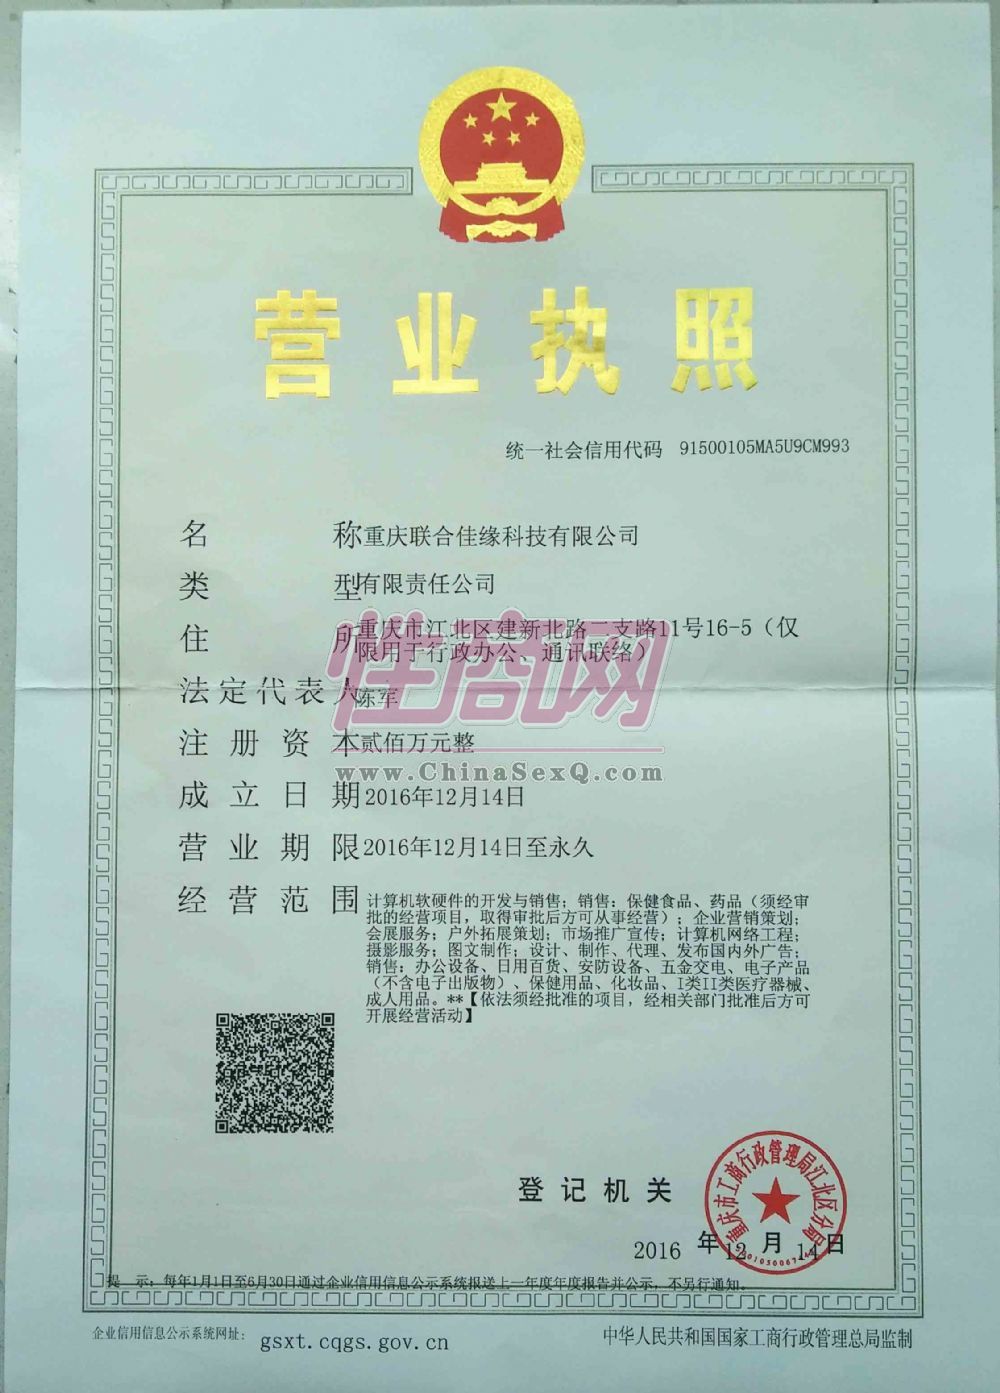 营业执照
统一社会信用代码 91500105MA5U9CM993
名 称 重庆联合佳缘科技有限公司
类 型 有限责任公司
住 所 重庆市江北区建新北路二支路11号16-5（仅
限用于行政办公、通讯联络）
法定代表人 陈军
注册资本 贰佰万元整
性商网
www.ChinaSexQ.com
成立日期 2016年12月14日
营业期限 2016年12月14日至永久
经营范围 计算机软硬件的开发与销售；销售：保健食品、药品（须经审
批的经营项目，取得审批后方可从事经营）；企业营销策划；
会展服务；户外拓展策划；市场推广宣传；计算机网络工程；
摄影服务；图文制作；设计、制作、代理、发布国内外广告；
销售：办公设备、日用百货、安防设备、五金交电、电子产品
（不含电子出版物）、保健用品、化妆品、I类II类医疗器械、
成人用品。**【依法须经批准的项目，经相关部门批准后方可
开展经营活动】
重庆市工商行政管理局江北区分局
登记机关
2016 年 12 月 14 日
提 示：每年1月1日至6月30日通过企业信用信息公示系统报送上一年度年度报告并公示，不另行通知。
企业信用信息公示系统网址： gsxt.cqgs.gov.cn
中华人民共和国国家工商行政管理总局监制